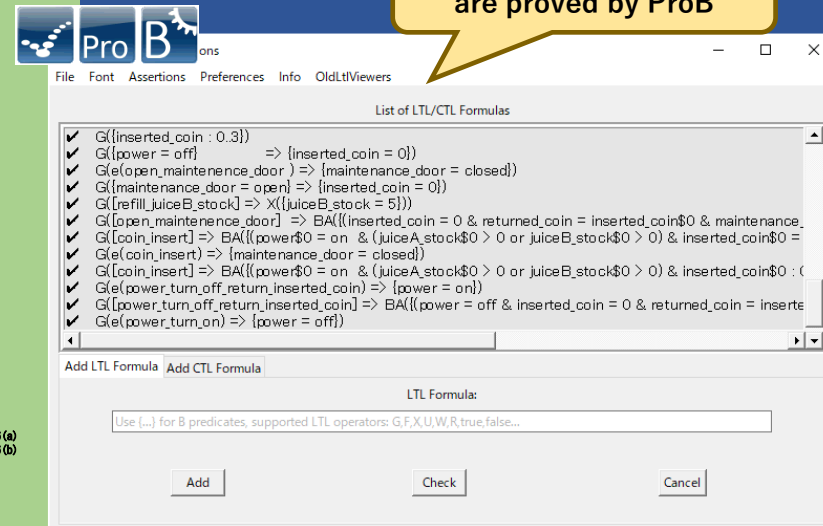 are proved by ProB
Pro B
ons
File Font Assertions Preferences Info OldLtlViewers
List of LTL/CTL Formulas
✔ G({inserted_coin : 0..3})
✔ G({power = off} => {inserted_coin = 0})
✔ G(e(open_maintenence_door ) => {maintenance_door = closed})
✔ G({maintenance_door = open} => {inserted_coin = 0})
✔ G([refill_juiceB_stock] => X({juiceB_stock = 5}))
✔ G([open_maintenence_door] => BA({(inserted_coin = 0 & returned_coin = inserted_coin$0 & maintenance_
✔ G([coin_insert] => BA({(power$0 = on & (juiceA_stock$0 > 0 or juiceB_stock$0 > 0) & inserted_coin$0 =
✔ G(e(coin_insert) => {maintenance_door = closed})
✔ G([coin_insert] => BA({(power$0 = on & (juiceA_stock$0 > 0 or juiceB_stock$0 > 0) & inserted_coin$0 : (
✔ G(e(power_turn_off_return_inserted_coin) => {power = on})
✔ G([power_turn_off_return_inserted_coin] => BA({(power = off & inserted_coin = 0 & returned_coin = inserte
✔ G(e(power_turn_on) => {power = off})
Add LTL Formula Add CTL Formula
LTL Formula:
Use {...} for B predicates, supported LTL operators: G,F,X,U,W,R,true,false...
(a)
(b)
Add Check Cancel